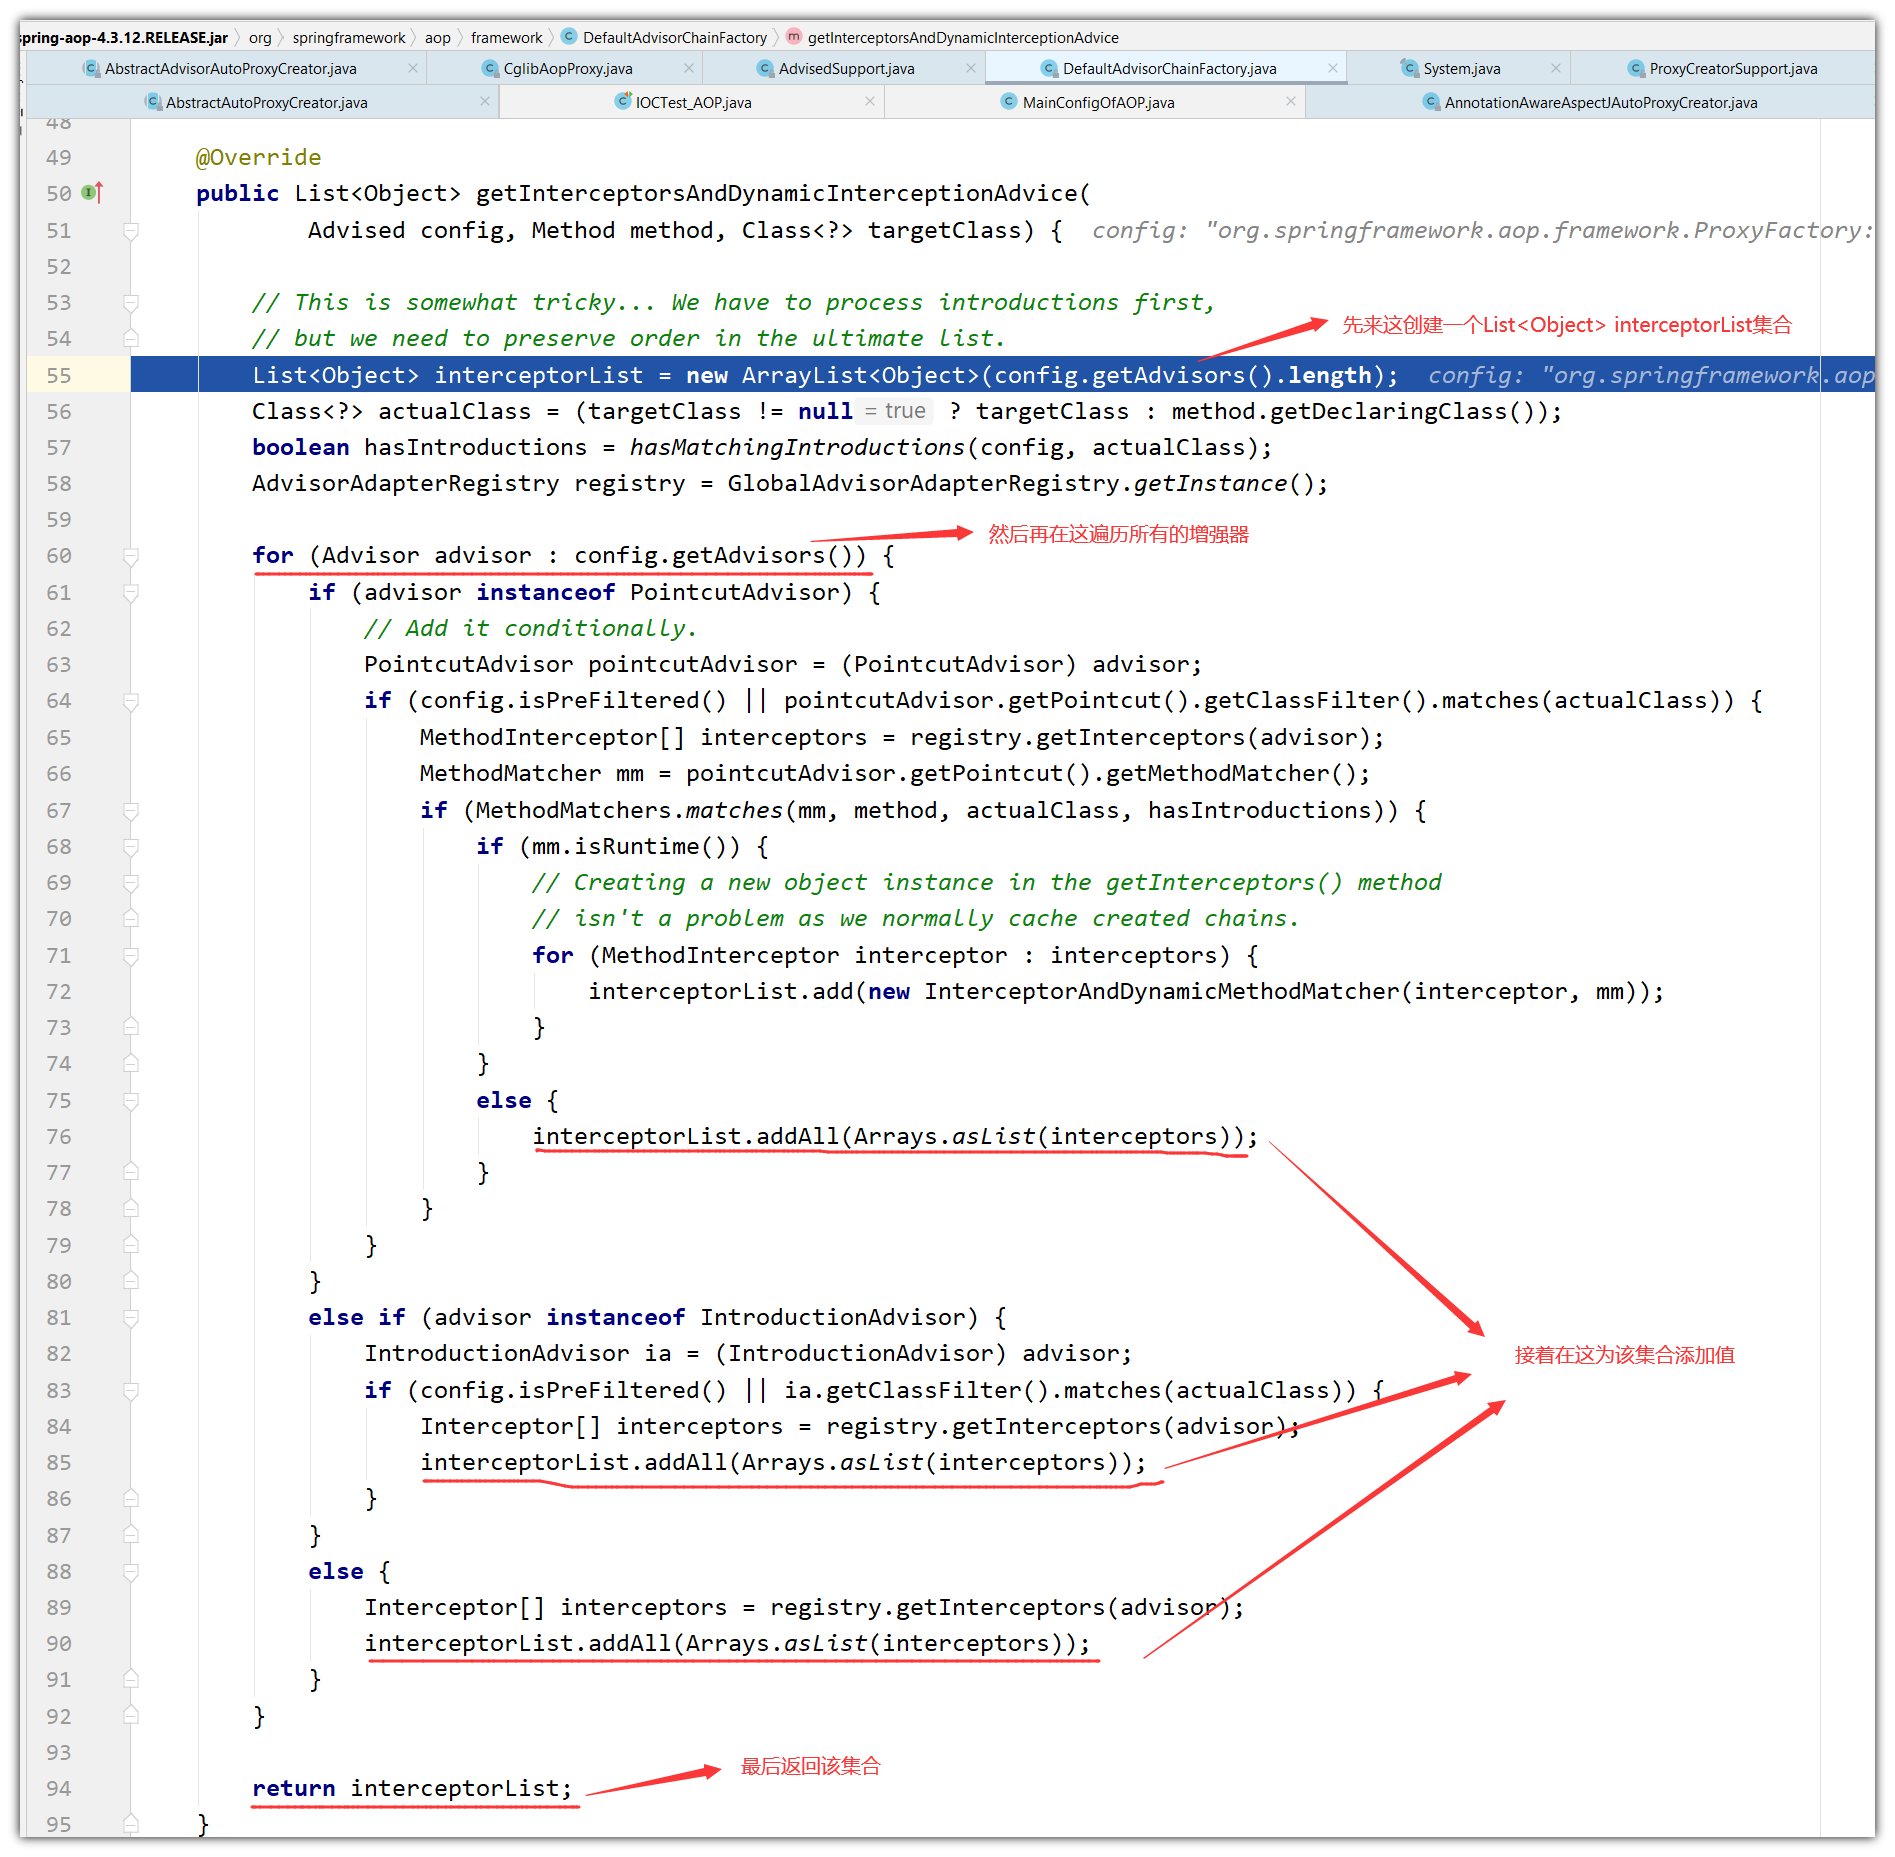 spring-aop-4.3.12.RELEASE.jar org springframework aop framework DefaultAdvisorChainFactory getInterceptorsAndDynamicInterceptionAdvice
AbstractAdvisorAutoProxyCreator.java CglibAopProxy.java AdvisedSupport.java DefaultAdvisorChainFactory.java System.java ProxyCreatorSupport.java
AbstractAutoProxyCreator.java IOCTest_AOP.java MainConfigOfAOP.java AnnotationAwareAspectJAutoProxyCreator.java
48
49 @Override
50 public List<Object> getInterceptorsAndDynamicInterceptionAdvice(
51 Advised config, Method method, Class<?> targetClass) { config: "org.springframework.aop.framework.ProxyFactory:
52
53 // This is somewhat tricky... We have to process introductions first,
54 // but we need to preserve order in the ultimate list.
先来这创建一个List<Object> interceptorList集合
55 List<Object> interceptorList = new ArrayList<Object>(config.getAdvisors().length); config: "org.springframework.aop
56 Class<?> actualClass = (targetClass != null = true ? targetClass : method.getDeclaringClass());
57 boolean hasIntroductions = hasMatchingIntroductions(config, actualClass);
58 AdvisorAdapterRegistry registry = GlobalAdvisorAdapterRegistry.getInstance();
59
然后再在这遍历所有的增强器
60 for (Advisor advisor : config.getAdvisors()) {
61 if (advisor instanceof PointcutAdvisor) {
62 // Add it conditionally.
63 PointcutAdvisor pointcutAdvisor = (PointcutAdvisor) advisor;
64 if (config.isPreFiltered() || pointcutAdvisor.getPointcut().getClassFilter().matches(actualClass)) {
65 MethodInterceptor[] interceptors = registry.getInterceptors(advisor);
66 MethodMatcher mm = pointcutAdvisor.getPointcut().getMethodMatcher();
67 if (MethodMatchers.matches(mm, method, actualClass, hasIntroductions)) {
68 if (mm.isRuntime()) {
69 // Creating a new object instance in the getInterceptors() method
70 // isn't a problem as we normally cache created chains.
71 for (MethodInterceptor interceptor : interceptors) {
72 interceptorList.add(new InterceptorAndDynamicMethodMatcher(interceptor, mm));
73 }
74 }
75 else {
76 interceptorList.addAll(Arrays.asList(interceptors));
77 }
78 }
79 }
80 }
81 else if (advisor instanceof IntroductionAdvisor) {
82 IntroductionAdvisor ia = (IntroductionAdvisor) advisor;
接着在这为该集合添加值
83 if (config.isPreFiltered() || ia.getClassFilter().matches(actualClass)) {
84 Interceptor[] interceptors = registry.getInterceptors(advisor);
85 interceptorList.addAll(Arrays.asList(interceptors));
86 }
87 }
88 else {
89 Interceptor[] interceptors = registry.getInterceptors(advisor);
90 interceptorList.addAll(Arrays.asList(interceptors));
91 }
92 }
93
最后返回该集合
94 return interceptorList;
95 }